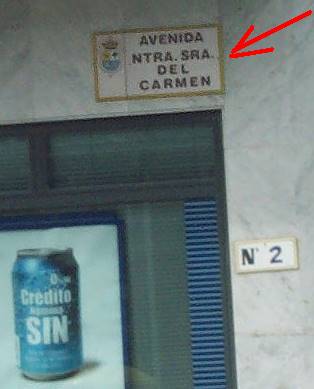 AVENIDA
NTRA. SRA.
DEL
CARMEN
Nº 2
Crédito
SIN